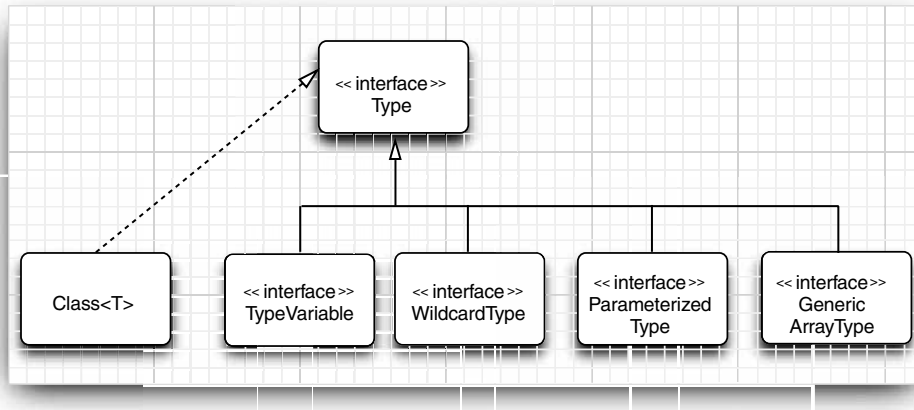 << interface >>
Type
Class<T>
<< interface >>
TypeVariable
<< interface >>
WildcardType
<< interface >>
Parameterized
Type
<< interface >>
Generic
ArrayType